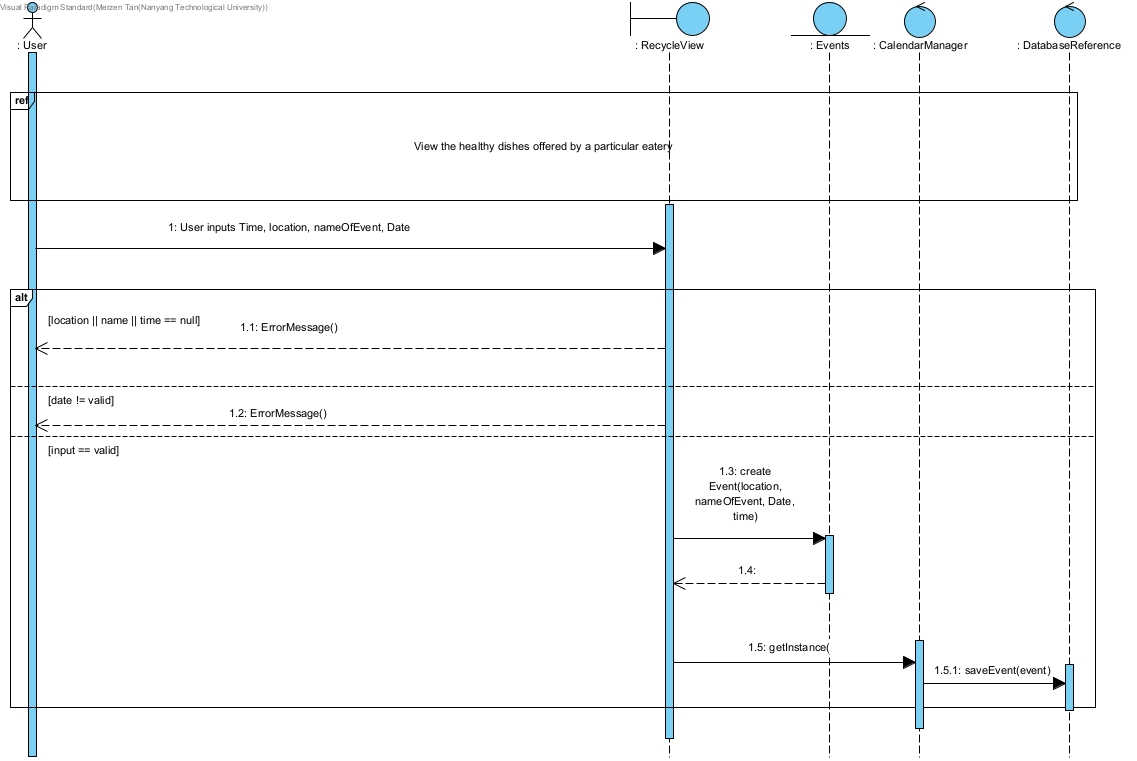 Visual Paradigm Standard(Merzen Tan(Nanyang Technological University))
: User
: RecycleView
: Events
: CalendarManager
: DatabaseReference
ref
View the healthy dishes offered by a particular eatery
1: User inputs Time, location, nameOfEvent, Date
alt
[location || name || time == null]
1.1: ErrorMessage()
[date != valid]
1.2: ErrorMessage()
[input == valid]
1.3: create
Event(location,
nameOfEvent, Date,
time)
1.4:
1.5: getInstance(
1.5.1: saveEvent(event)